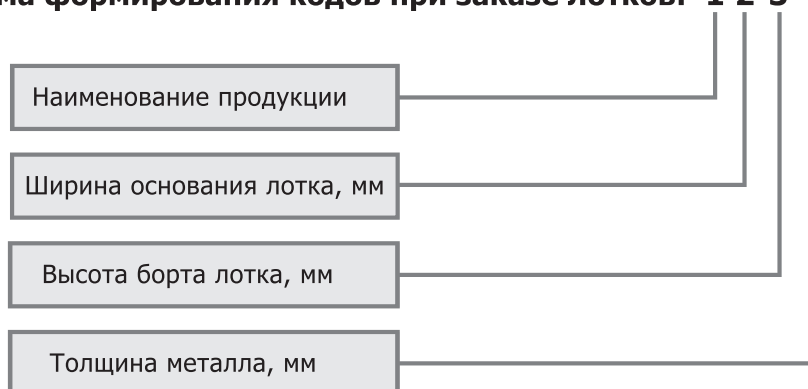 формирования кодов при заказе лотков: 1 2 3
Наименование продукции
Ширина основания лотка, мм
Высота борта лотка, мм
Толщина металла, мм